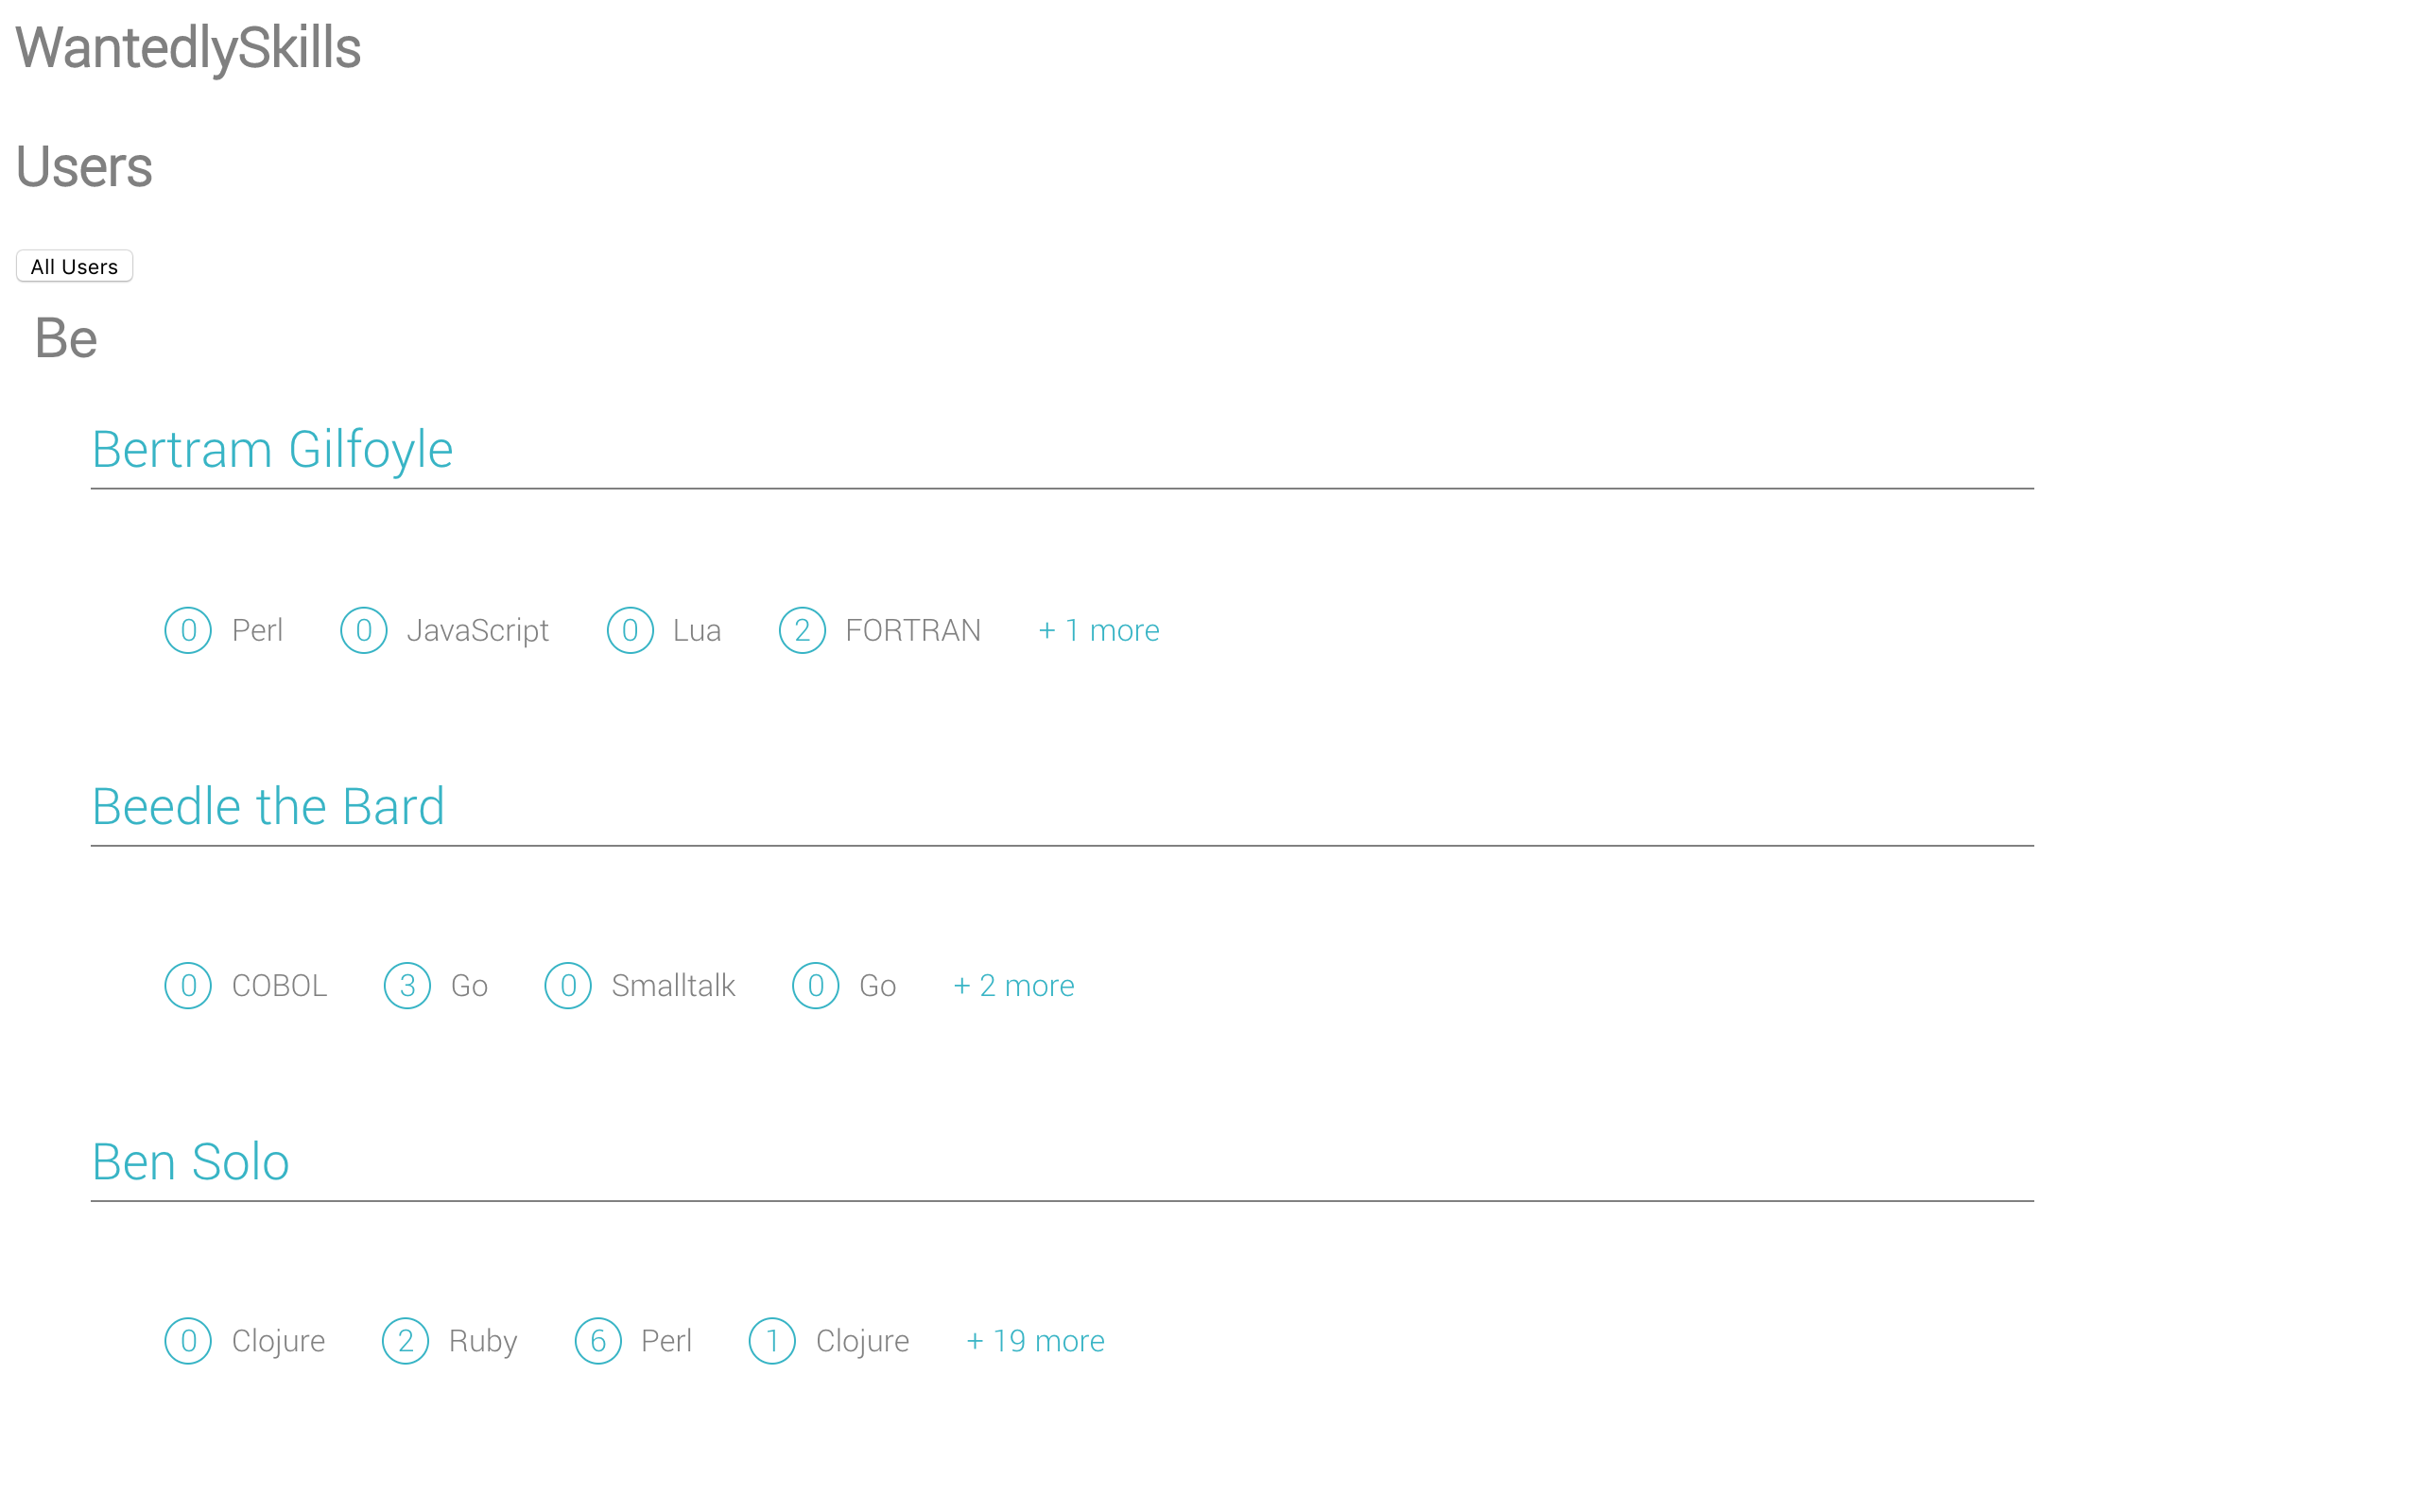 WantedlySkills
Users
All Users
Be
Bertram Gilfoyle
0 Perl 0 JavaScript 0 Lua 2 FORTRAN + 1 more
Beedle the Bard
0 COBOL 3 Go 0 Smalltalk 0 Go + 2 more
Ben Solo
0 Clojure 2 Ruby 6 Perl 1 Clojure + 19 more